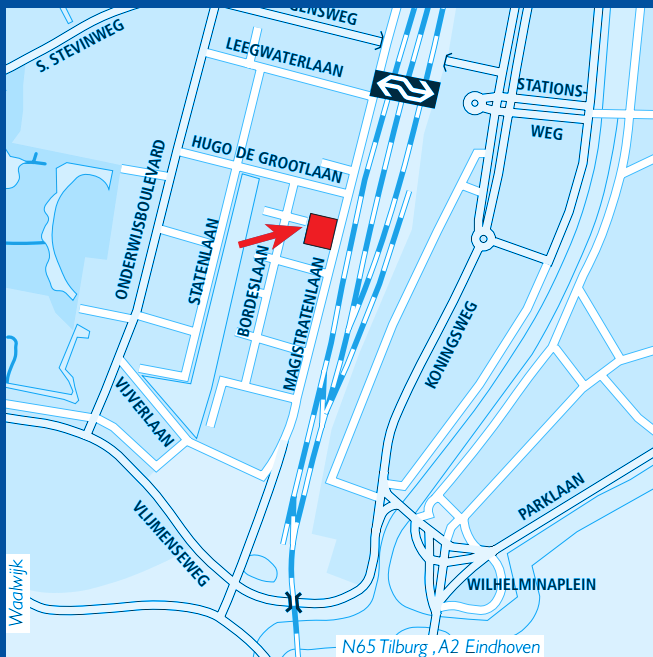 GENSWEG
S. STEVINWEG
LEEGWATERLAAN
STATIONS-
WEG
HUGO DE GROOTLAAN
ONDERWIJSBOULEVARD
STATENLAAN
BORDESLAAN
MAGISTRATENLAAN
KONINGSWEG
VIJVERLAAN
PARKLAAN
VLIJMENSEWEG
WILHELMINAPLEIN
Waalwijk
N65 Tilburg , A2 Eindhoven